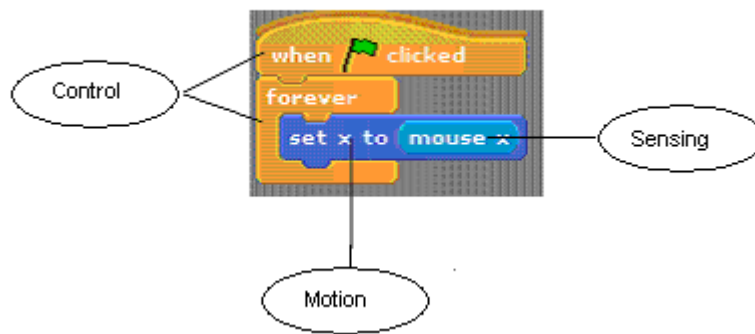 when clicked
Control
forever
set x to mouse x
Sensing
Motion